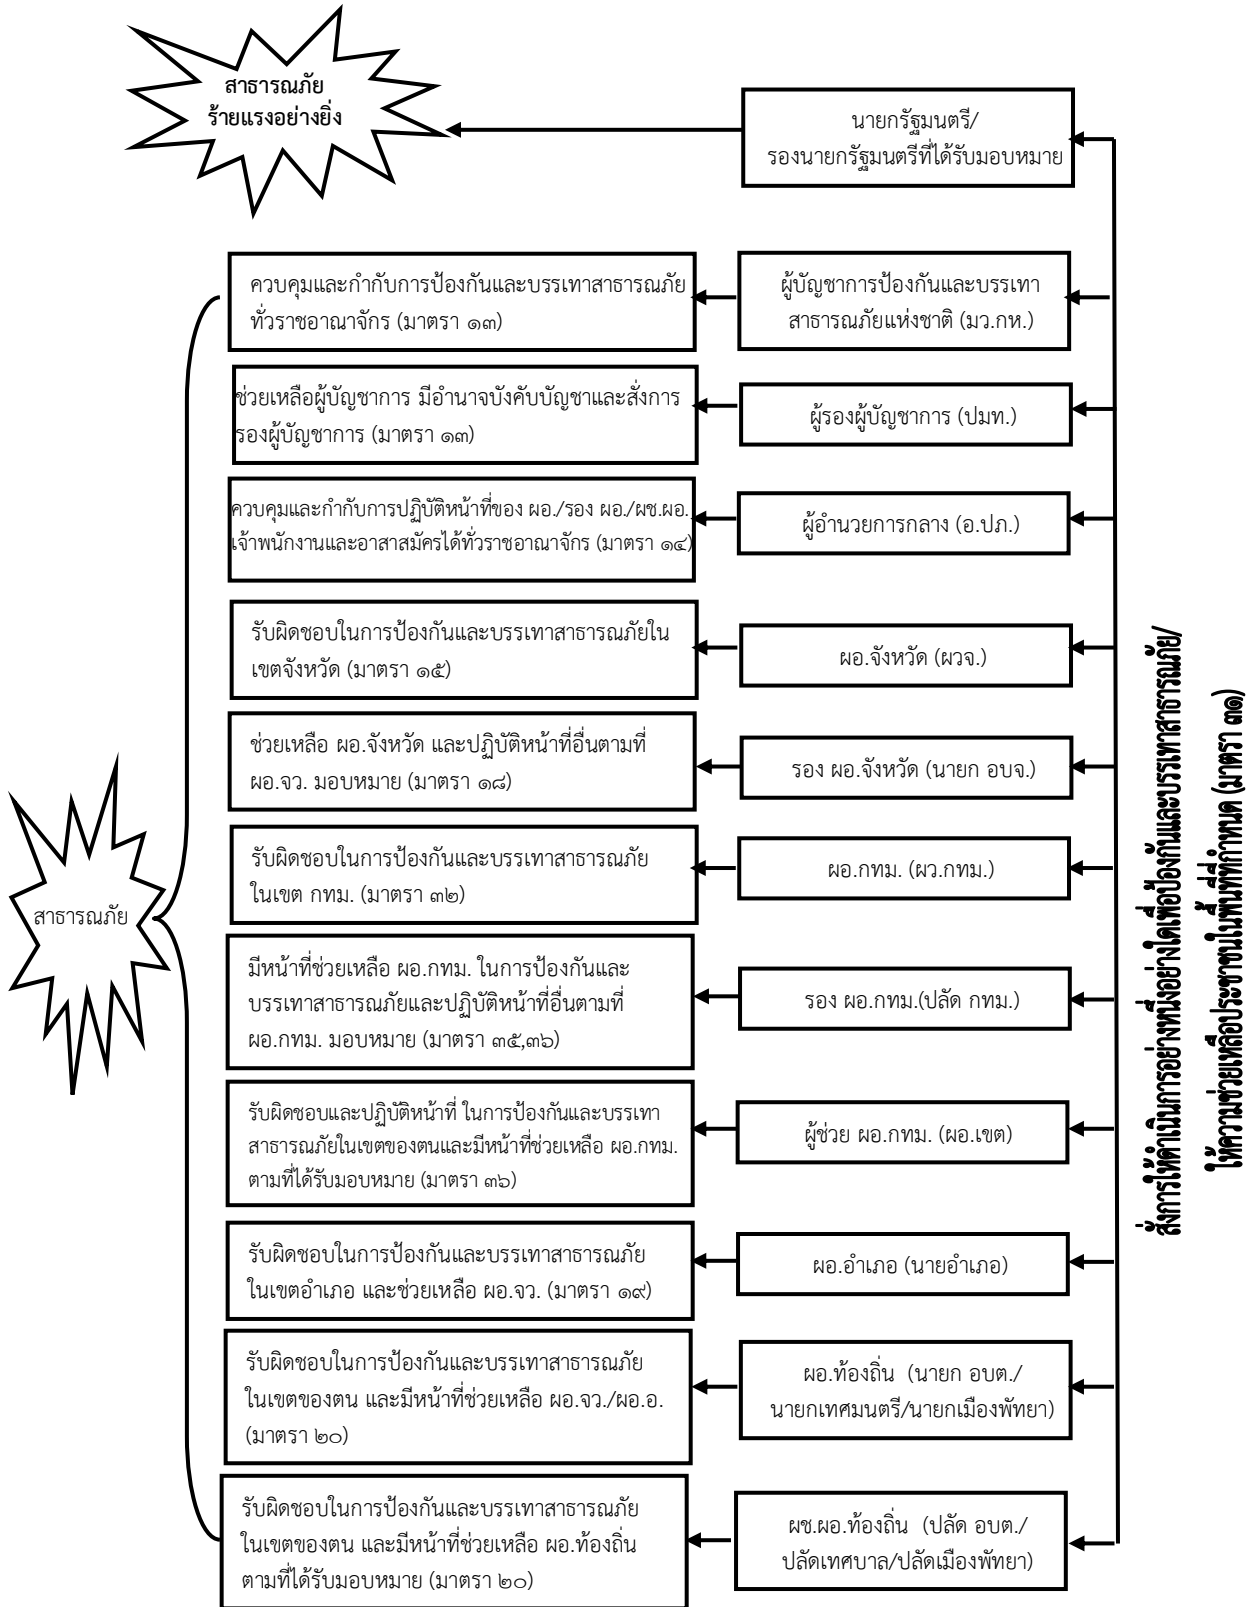 สาธารณภัย
ร้ายแรงอย่างยิ่ง
นายกรัฐมนตรี/
รองนายกรัฐมนตรีที่ได้รับมอบหมาย
ควบคุมและกำกับการป้องกันและบรรเทาสาธารณภัย
ทั่วราชอาณาจักร (มาตรา ๑๓)
ผู้บัญชาการป้องกันและบรรเทา
สาธารณภัยแห่งชาติ (มว.กห.)
ช่วยเหลือผู้บัญชาการ มีอำนาจบังคับบัญชาและสั่งการ
รองผู้บัญชาการ (มาตรา ๑๓)
ผู้รองผู้บัญชาการ (ปมท.)
ควบคุมและกำกับการปฏิบัติหน้าที่ของ ผอ./รอง ผอ./ผช.ผอ.
เจ้าพนักงานและอาสาสมัครได้ทั่วราชอาณาจักร (มาตรา ๑๔)
ผู้อำนวยการกลาง (อ.ปภ.)
รับผิดชอบในการป้องกันและบรรเทาสาธารณภัยใน
เขตจังหวัด (มาตรา ๑๕)
ผอ.จังหวัด (ผวจ.)
ช่วยเหลือ ผอ.จังหวัด และปฏิบัติหน้าที่อื่นตามที่
ผอ.จว. มอบหมาย (มาตรา ๑๘)
รอง ผอ.จังหวัด (นายก อบจ.)
รับผิดชอบในการป้องกันและบรรเทาสาธารณภัย
ในเขต กทม. (มาตรา ๓๒)
ผอ.กทม. (ผว.กทม.)
สาธารณภัย
มีหน้าที่ช่วยเหลือ ผอ.กทม. ในการป้องกันและ
บรรเทาสาธารณภัยและปฏิบัติหน้าที่อื่นตามที่
ผอ.กทม. มอบหมาย (มาตรา ๓๕,๓๖)
รอง ผอ.กทม.(ปลัด กทม.)
รับผิดชอบและปฏิบัติหน้าที่ ในการป้องกันและบรรเทา
สาธารณภัยในเขตของตนและมีหน้าที่ช่วยเหลือ ผอ.กทม.
ตามที่ได้รับมอบหมาย (มาตรา ๓๖)
ผู้ช่วย ผอ.กทม. (ผอ.เขต)
รับผิดชอบในการป้องกันและบรรเทาสาธารณภัย
ในเขตอำเภอ และช่วยเหลือ ผอ.จว. (มาตรา ๑๙)
ผอ.อำเภอ (นายอำเภอ)
รับผิดชอบในการป้องกันและบรรเทาสาธารณภัย
ในเขตของตน และมีหน้าที่ช่วยเหลือ ผอ.จว./ผอ.อ.
(มาตรา ๒๐)
ผอ.ท้องถิ่น (นายก อบต./
นายกเทศมนตรี/นายกเมืองพัทยา)
รับผิดชอบในการป้องกันและบรรเทาสาธารณภัย
ในเขตของตน และมีหน้าที่ช่วยเหลือ ผอ.ท้องถิ่น
ตามที่ได้รับมอบหมาย (มาตรา ๒๐)
ผช.ผอ.ท้องถิ่น (ปลัด อบต./
ปลัดเทศบาล/ปลัดเมืองพัทยา)
สั่งการให้ดำเนินการอย่างหนึ่งอย่างใดเพื่อป้องกันและบรรเทาสาธารณภัย/
ให้ความช่วยเหลือประชาชนในพื้นที่ที่กำหนด (มาตรา ๓๑)